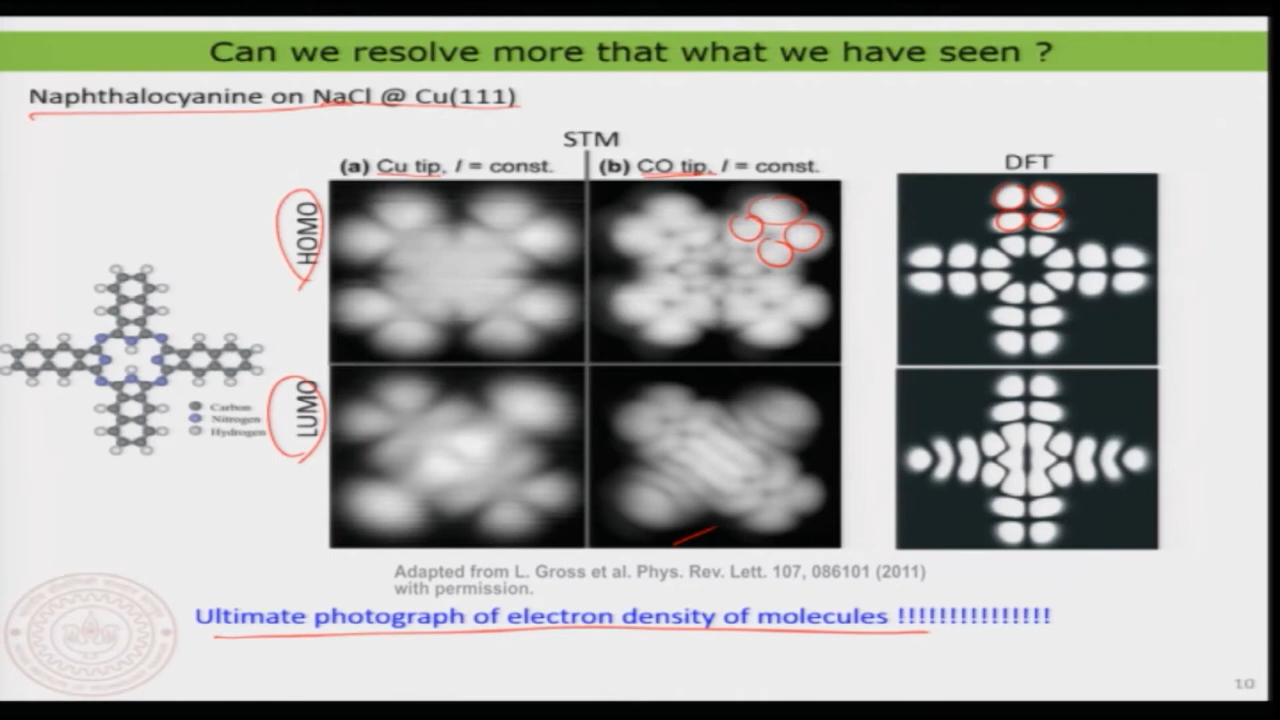 Can we resolve more that what we have seen ?
Naphthalocyanine on NaCl @ Cu(111)
STM
(a) Cu tip, I = const.
(b) CO tip, I = const.
DFT
HOMO
LUMO
Carbon
Nitrogen
Hydrogen
Adapted from L. Gross et al. Phys. Rev. Lett. 107, 086101 (2011)
with permission.
Ultimate photograph of electron density of molecules !!!!!!!!!!!!!!!
10